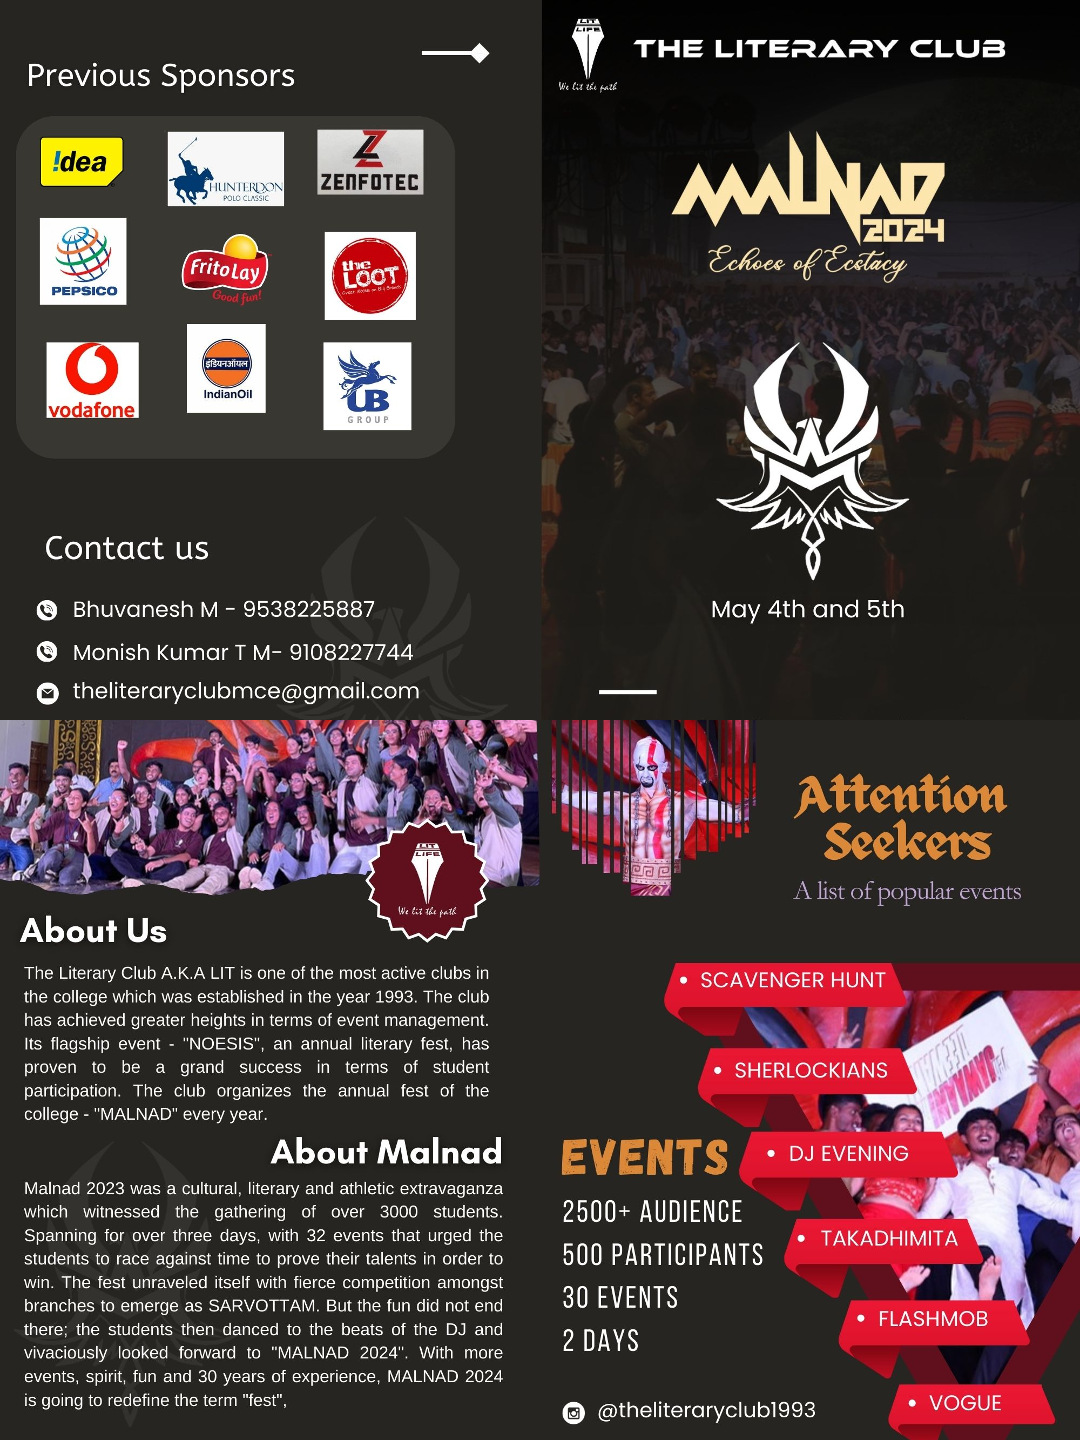 Previous Sponsors
!dea
HUNTERDON
POLO CLASSIC
ZENFOTEC
PEPSICO
FritoLay
Good fun!
the
LOOT
vodafone
इंडियनऑयल
IndianOil
UB
GROUP
Contact us
Bhuvanesh M - 9538225887
Monish Kumar T M- 9108227744
theliteraryclubmce@gmail.com
LIT
LIFE
We lit the path
THE LITERARY CLUB
MALNAD
2024
Echoes of Ecstacy
May 4th and 5th
LIT
LIFE
We lit the path
About Us
The Literary Club A.K.A LIT is one of the most active clubs in
the college which was established in the year 1993. The club
has achieved greater heights in terms of event management.
Its flagship event - "NOESIS", an annual literary fest, has
proven to be a grand success in terms of student
participation. The club organizes the annual fest of the
college - "MALNAD" every year.
About Malnad
Malnad 2023 was a cultural, literary and athletic extravaganza
which witnessed the gathering of over 3000 students.
Spanning for over three days, with 32 events that urged the
students to race against time to prove their talents in order to
win. The fest unraveled itself with fierce competition amongst
branches to emerge as SARVOTTAM. But the fun did not end
there; the students then danced to the beats of the DJ and
vivaciously looked forward to "MALNAD 2024". With more
events, spirit, fun and 30 years of experience, MALNAD 2024
is going to redefine the term "fest",
Attention
Seekers
A list of popular events
SCAVENGER HUNT
SHERLOCKIANS
DJ EVENING
TAKADHIMITA
FLASHMOB
VOGUE
EVENTS
2500+ AUDIENCE
500 PARTICIPANTS
30 EVENTS
2 DAYS
@theliteraryclub1993